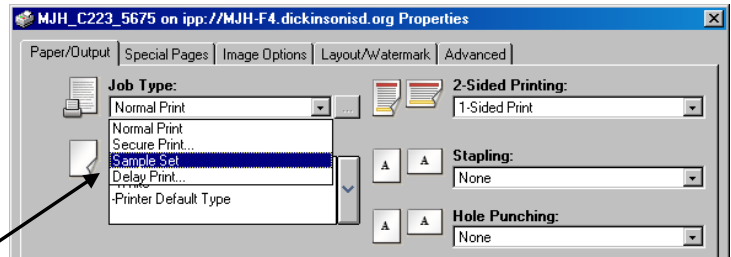 MJH_C223_5675 on ipp://MJH-F4.dickinsonisd.org Properties
Paper/Output Special Pages Image Options Layout/Watermark Advanced
Job Type:
Normal Print
...
Normal Print
Secure Print...
Sample Set
Delay Print...
-Printer Default Type
2-Sided Printing:
1-Sided Print
A A
Stapling:
None
A A
Hole Punching:
None